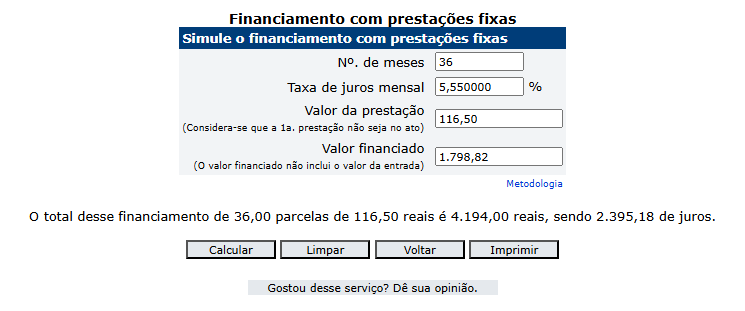 Financiamento com prestações fixas
Simule o financiamento com prestações fixas
Nº. de meses 36
Taxa de juros mensal 5,550000 %
Valor da prestação 116,50
(Considera-se que a 1a. prestação não seja no ato)
Valor financiado 1.798,82
(O valor financiado não inclui o valor da entrada)
Metodologia
O total desse financiamento de 36,00 parcelas de 116,50 reais é 4.194,00 reais, sendo 2.395,18 de juros.
Calcular Limpar Voltar Imprimir
Gostou desse serviço? Dê sua opinião.